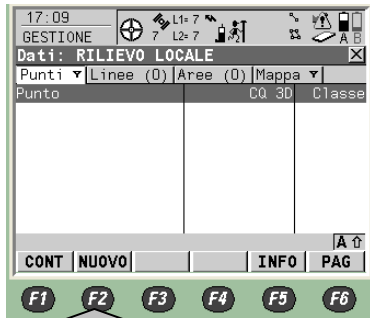 17:09 L1= 7
GESTIONE 7 L2= 7 A B
Dati: RILIEVO LOCALE
Punti Linee (0) Aree (0) Mappa
Punto CQ 3D Classe
A
CONT NUOVO INFO PAG
F1 F2 F3 F4 F5 F6